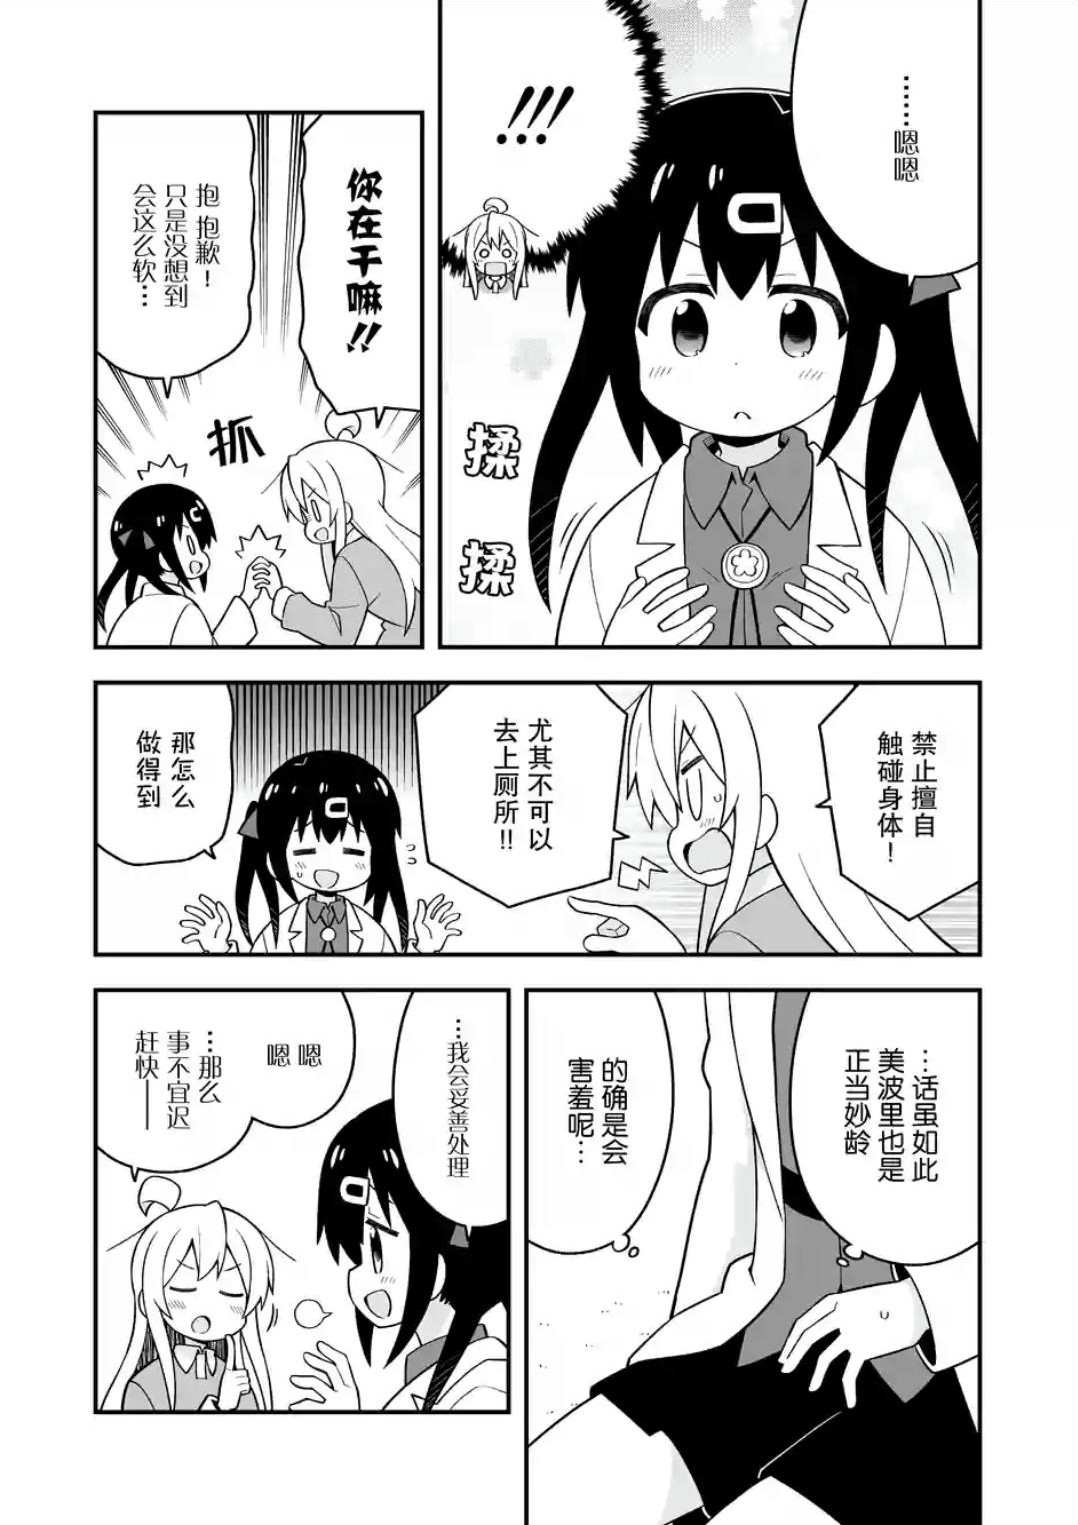 ……嗯嗯
!!!
揉
揉
你在干嘛!!
抱 抱歉！
只是没想到
会这么软…
抓
禁止擅自
触碰身体！
尤其不可以
去上厕所!!
那怎么
做得到
…话虽如此
美波里也是
正当妙龄
的确是会
害羞呢…
…我会妥善处理
嗯 嗯
…那么
事不宜迟
赶快——